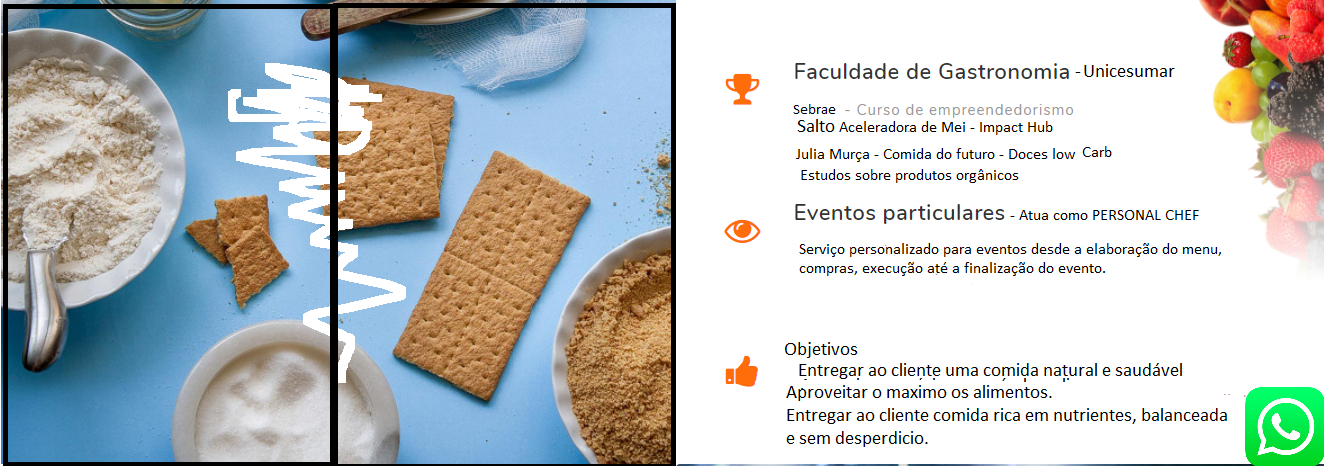 Faculdade de Gastronomia - Unicesumar
Sebrae - Curso de empreendedorismo
Salto Aceleradora de Mei - Impact Hub
Julia Murça - Comida do futuro - Doces low Carb
Estudos sobre produtos orgânicos
Eventos particulares - Atua como PERSONAL CHEF
Serviço personalizado para eventos desde a elaboração do menu,
compras, execução até a finalização do evento.
Objetivos
Entregar ao cliente uma comida natural e saudável
Aproveitar o maximo os alimentos.
Entregar ao cliente comida rica em nutrientes, balanceada
e sem desperdicio.